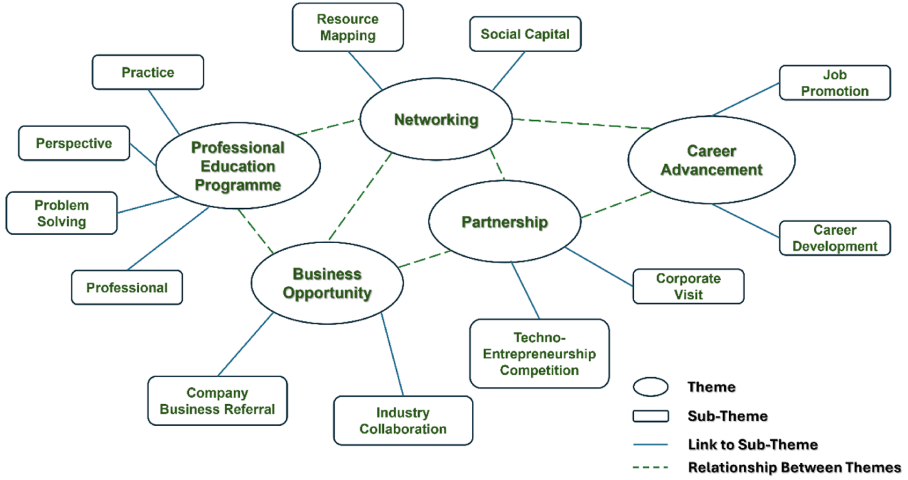 Resource
Mapping
Social Capital
Practice
Job
Promotion
Networking
Perspective
Professional
Education
Programme
Career
Advancement
Problem
Solving
Partnership
Career
Development
Professional
Business
Opportunity
Corporate
Visit
Techno-
Entrepreneurship
Competition
Company
Business Referral
Industry
Collaboration
Theme
Sub-Theme
Link to Sub-Theme
Relationship Between Themes